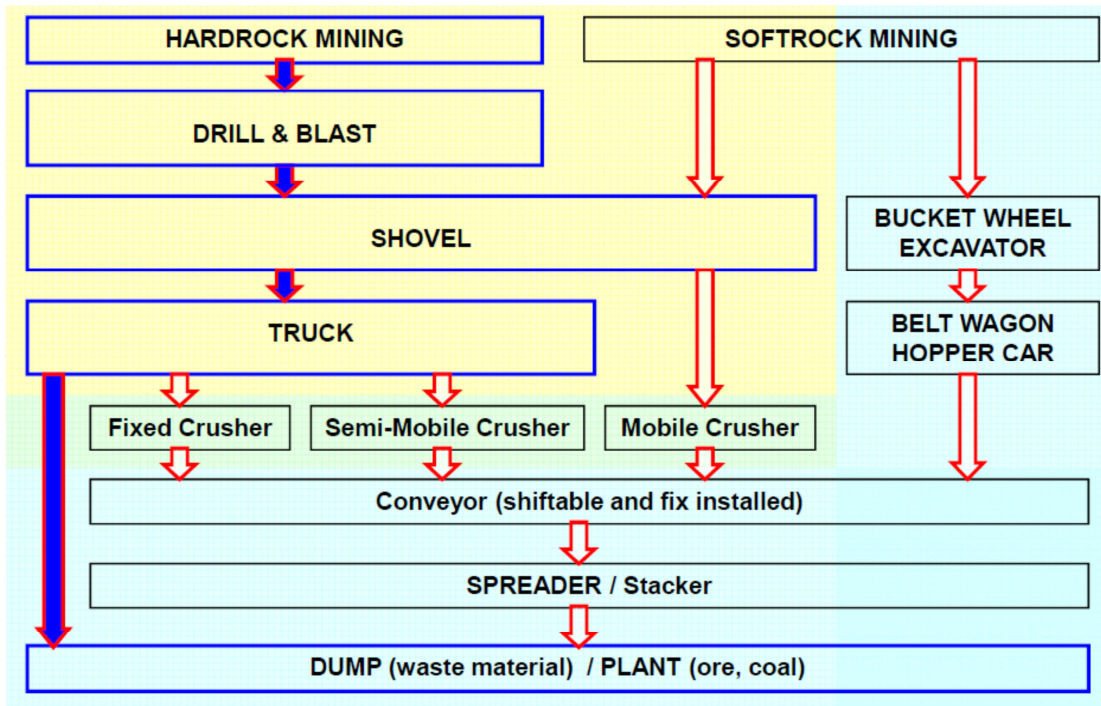 HARDROCK MINING
SOFTROCK MINING
DRILL & BLAST
SHOVEL
BUCKET WHEEL
EXCAVATOR
TRUCK
BELT WAGON
HOPPER CAR
Fixed Crusher
Semi-Mobile Crusher
Mobile Crusher
Conveyor (shiftable and fix installed)
SPREADER / Stacker
DUMP (waste material) / PLANT (ore, coal)